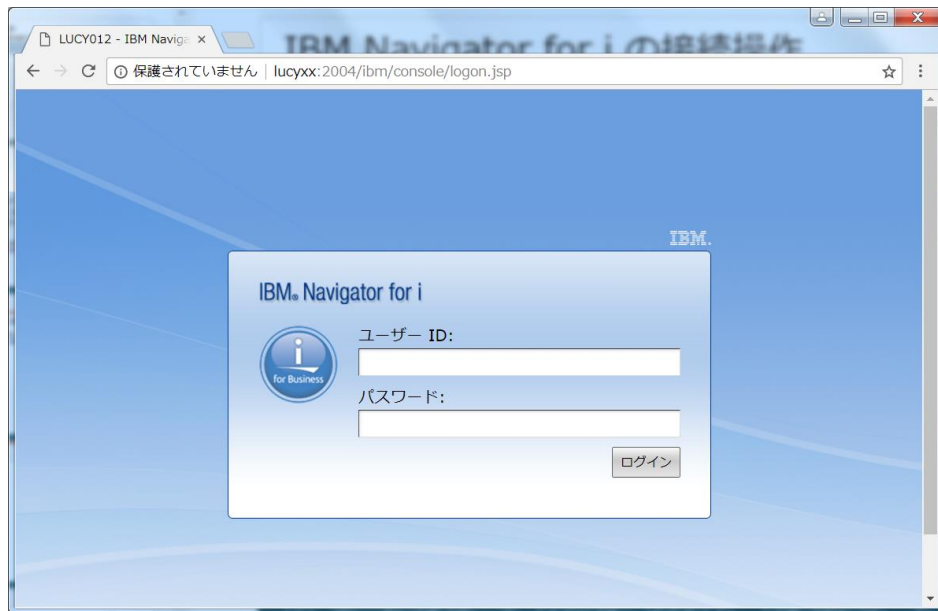 IBM Navigator for i の接続操作
LUCY012 - IBM Naviga
保護されていません | lucyxx:2004/ibm/console/logon.jsp
IBM.
IBM® Navigator for i
ユーザー ID:
i
for Business
パスワード:
ログイン